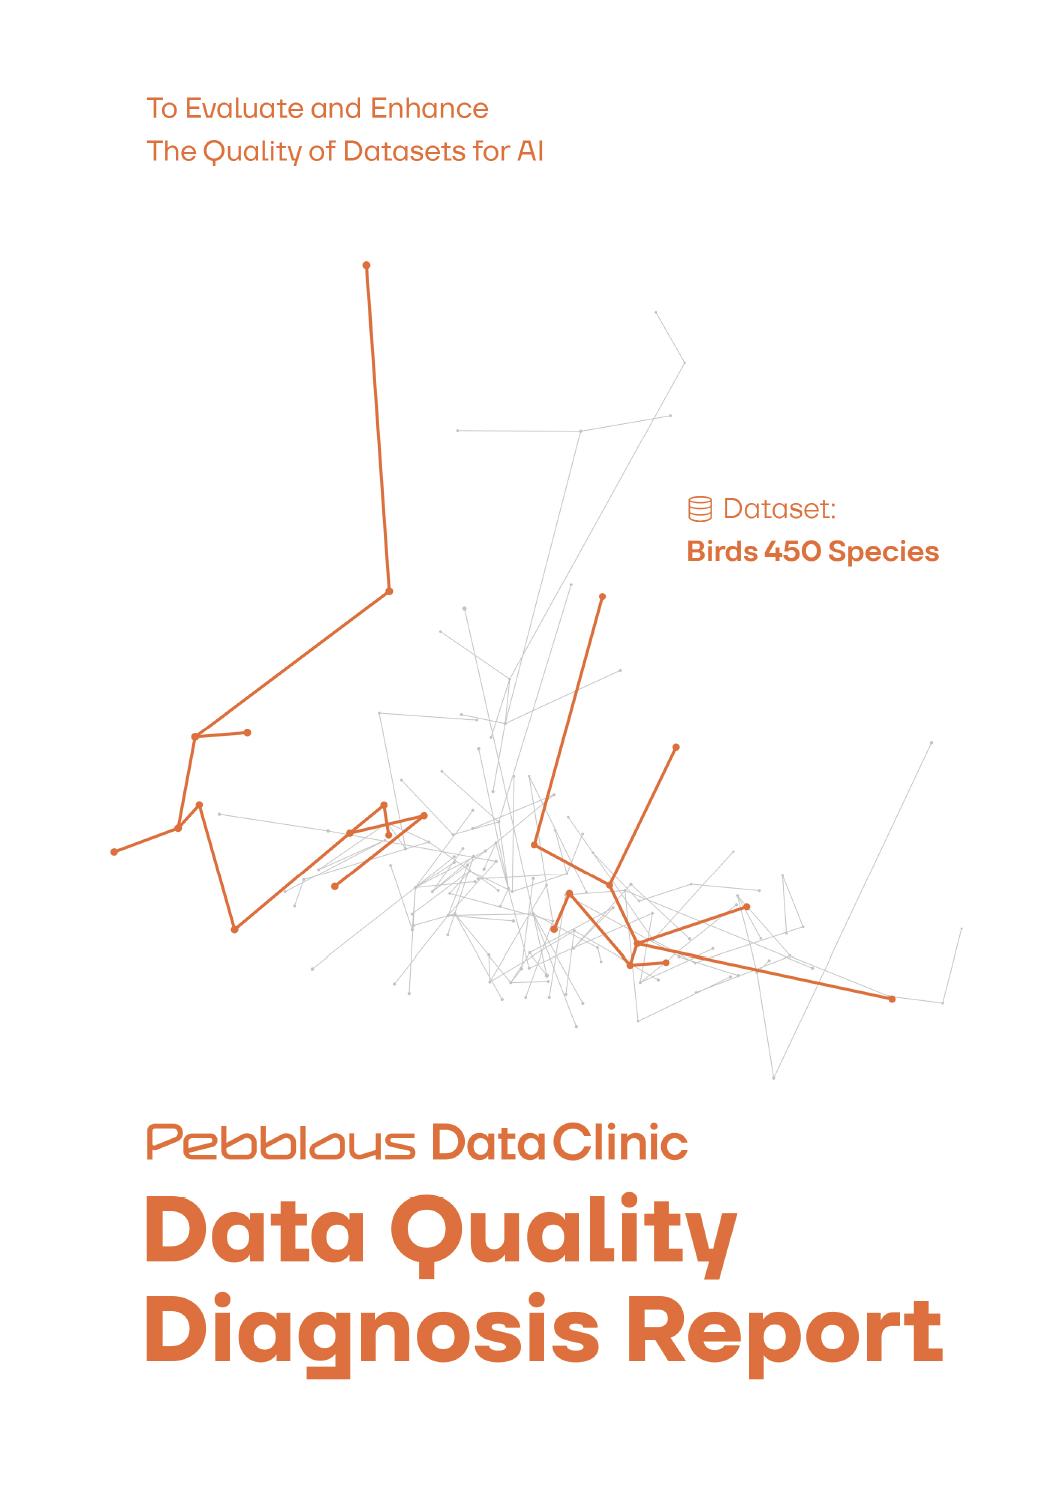 To Evaluate and Enhance
The Quality of Datasets for AI
Dataset:
Birds 450 Species
Pebblous DataClinic
Data Quality
Diagnosis Report